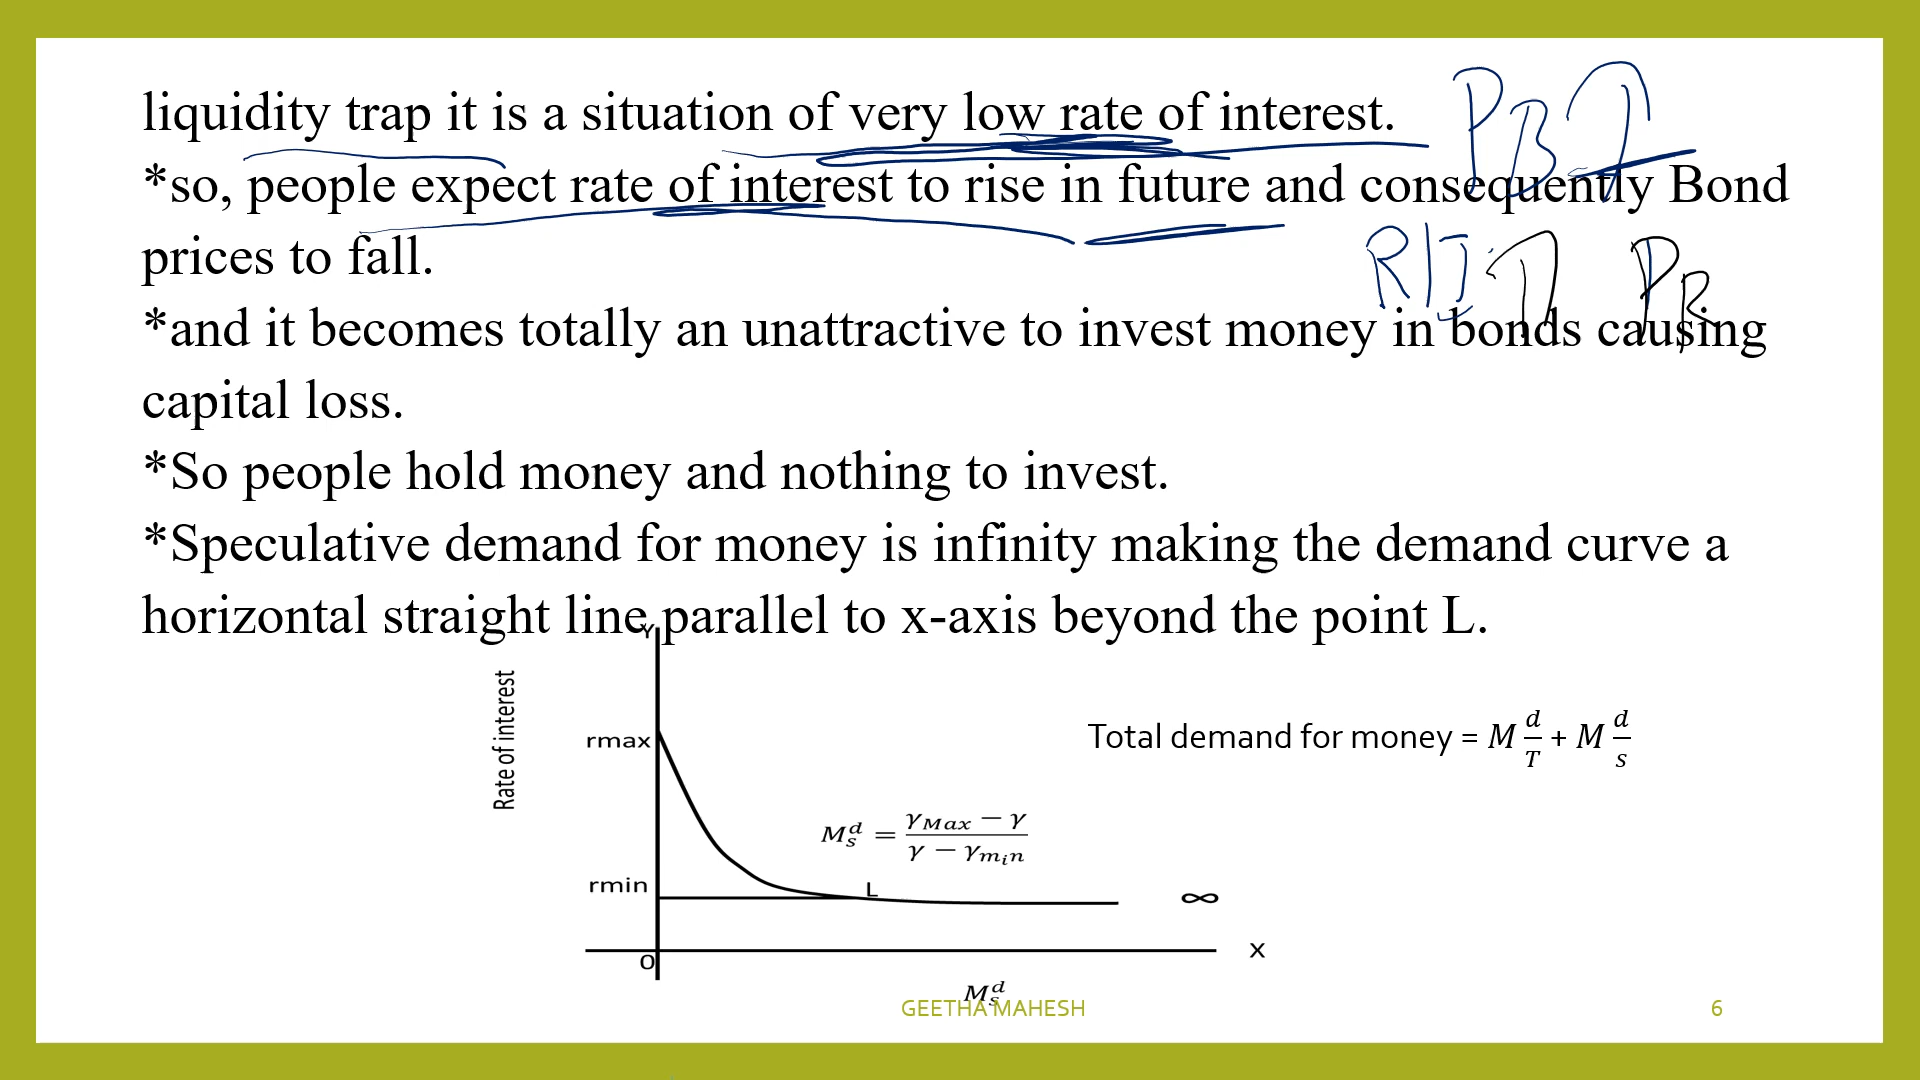 liquidity trap it is a situation of very low rate of interest.
PB↑
*so, people expect rate of interest to rise in future and consequently Bond
prices to fall.
*and it becomes totally an unattractive to invest money in bonds causing
capital loss.
*So people hold money and nothing to invest.
*Speculative demand for money is infinity making the demand curve a
horizontal straight line parallel to x-axis beyond the point L.
Y
Rate of interest
rmax
Total demand for money = M d/T + M d/s
M_s^d = (γ_Max − γ)/(γ − γ_min)
rmin
L
∞
O
X
M_s^d
GEETHA MAHESH
6